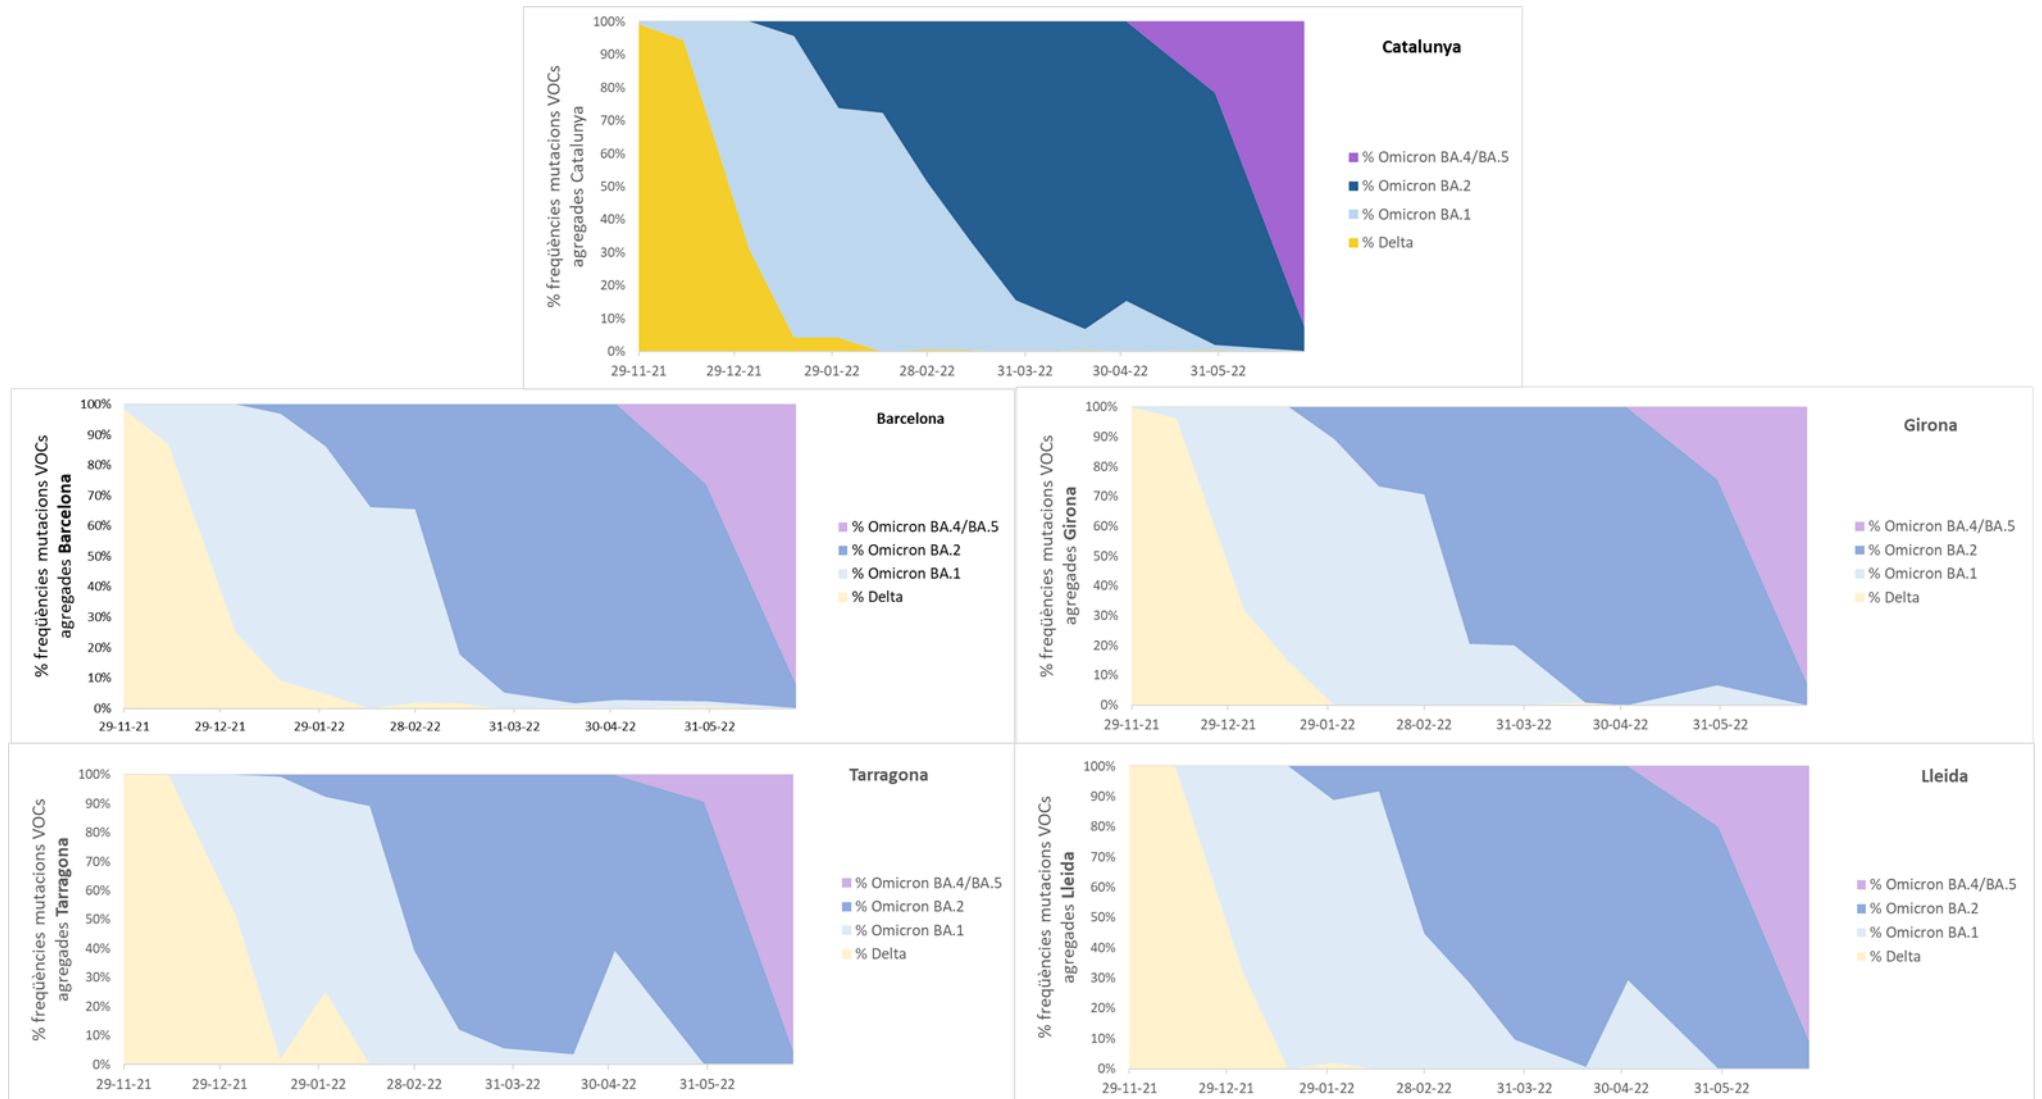 Catalunya
% freqüències mutacions VOCs
agregades Catalunya
100%
90%
80%
70%
60%
50%
40%
30%
20%
10%
0%
29-11-21 29-12-21 29-01-22 28-02-22 31-03-22 30-04-22 31-05-22
% Omicron BA.4/BA.5
% Omicron BA.2
% Omicron BA.1
% Delta
Barcelona
% freqüències mutacions VOCs
agregades Barcelona
100%
90%
80%
70%
60%
50%
40%
30%
20%
10%
0%
29-11-21 29-12-21 29-01-22 28-02-22 31-03-22 30-04-22 31-05-22
% Omicron BA.4/BA.5
% Omicron BA.2
% Omicron BA.1
% Delta
Girona
% freqüències mutacions VOCs
agregades Girona
100%
90%
80%
70%
60%
50%
40%
30%
20%
10%
0%
29-11-21 29-12-21 29-01-22 28-02-22 31-03-22 30-04-22 31-05-22
% Omicron BA.4/BA.5
% Omicron BA.2
% Omicron BA.1
% Delta
Tarragona
% freqüències mutacions VOCs
agregades Tarragona
100%
90%
80%
70%
60%
50%
40%
30%
20%
10%
0%
29-11-21 29-12-21 29-01-22 28-02-22 31-03-22 30-04-22 31-05-22
% Omicron BA.4/BA.5
% Omicron BA.2
% Omicron BA.1
% Delta
Lleida
% freqüències mutacions VOCs
agregades Lleida
100%
90%
80%
70%
60%
50%
40%
30%
20%
10%
0%
29-11-21 29-12-21 29-01-22 28-02-22 31-03-22 30-04-22 31-05-22
% Omicron BA.4/BA.5
% Omicron BA.2
% Omicron BA.1
% Delta